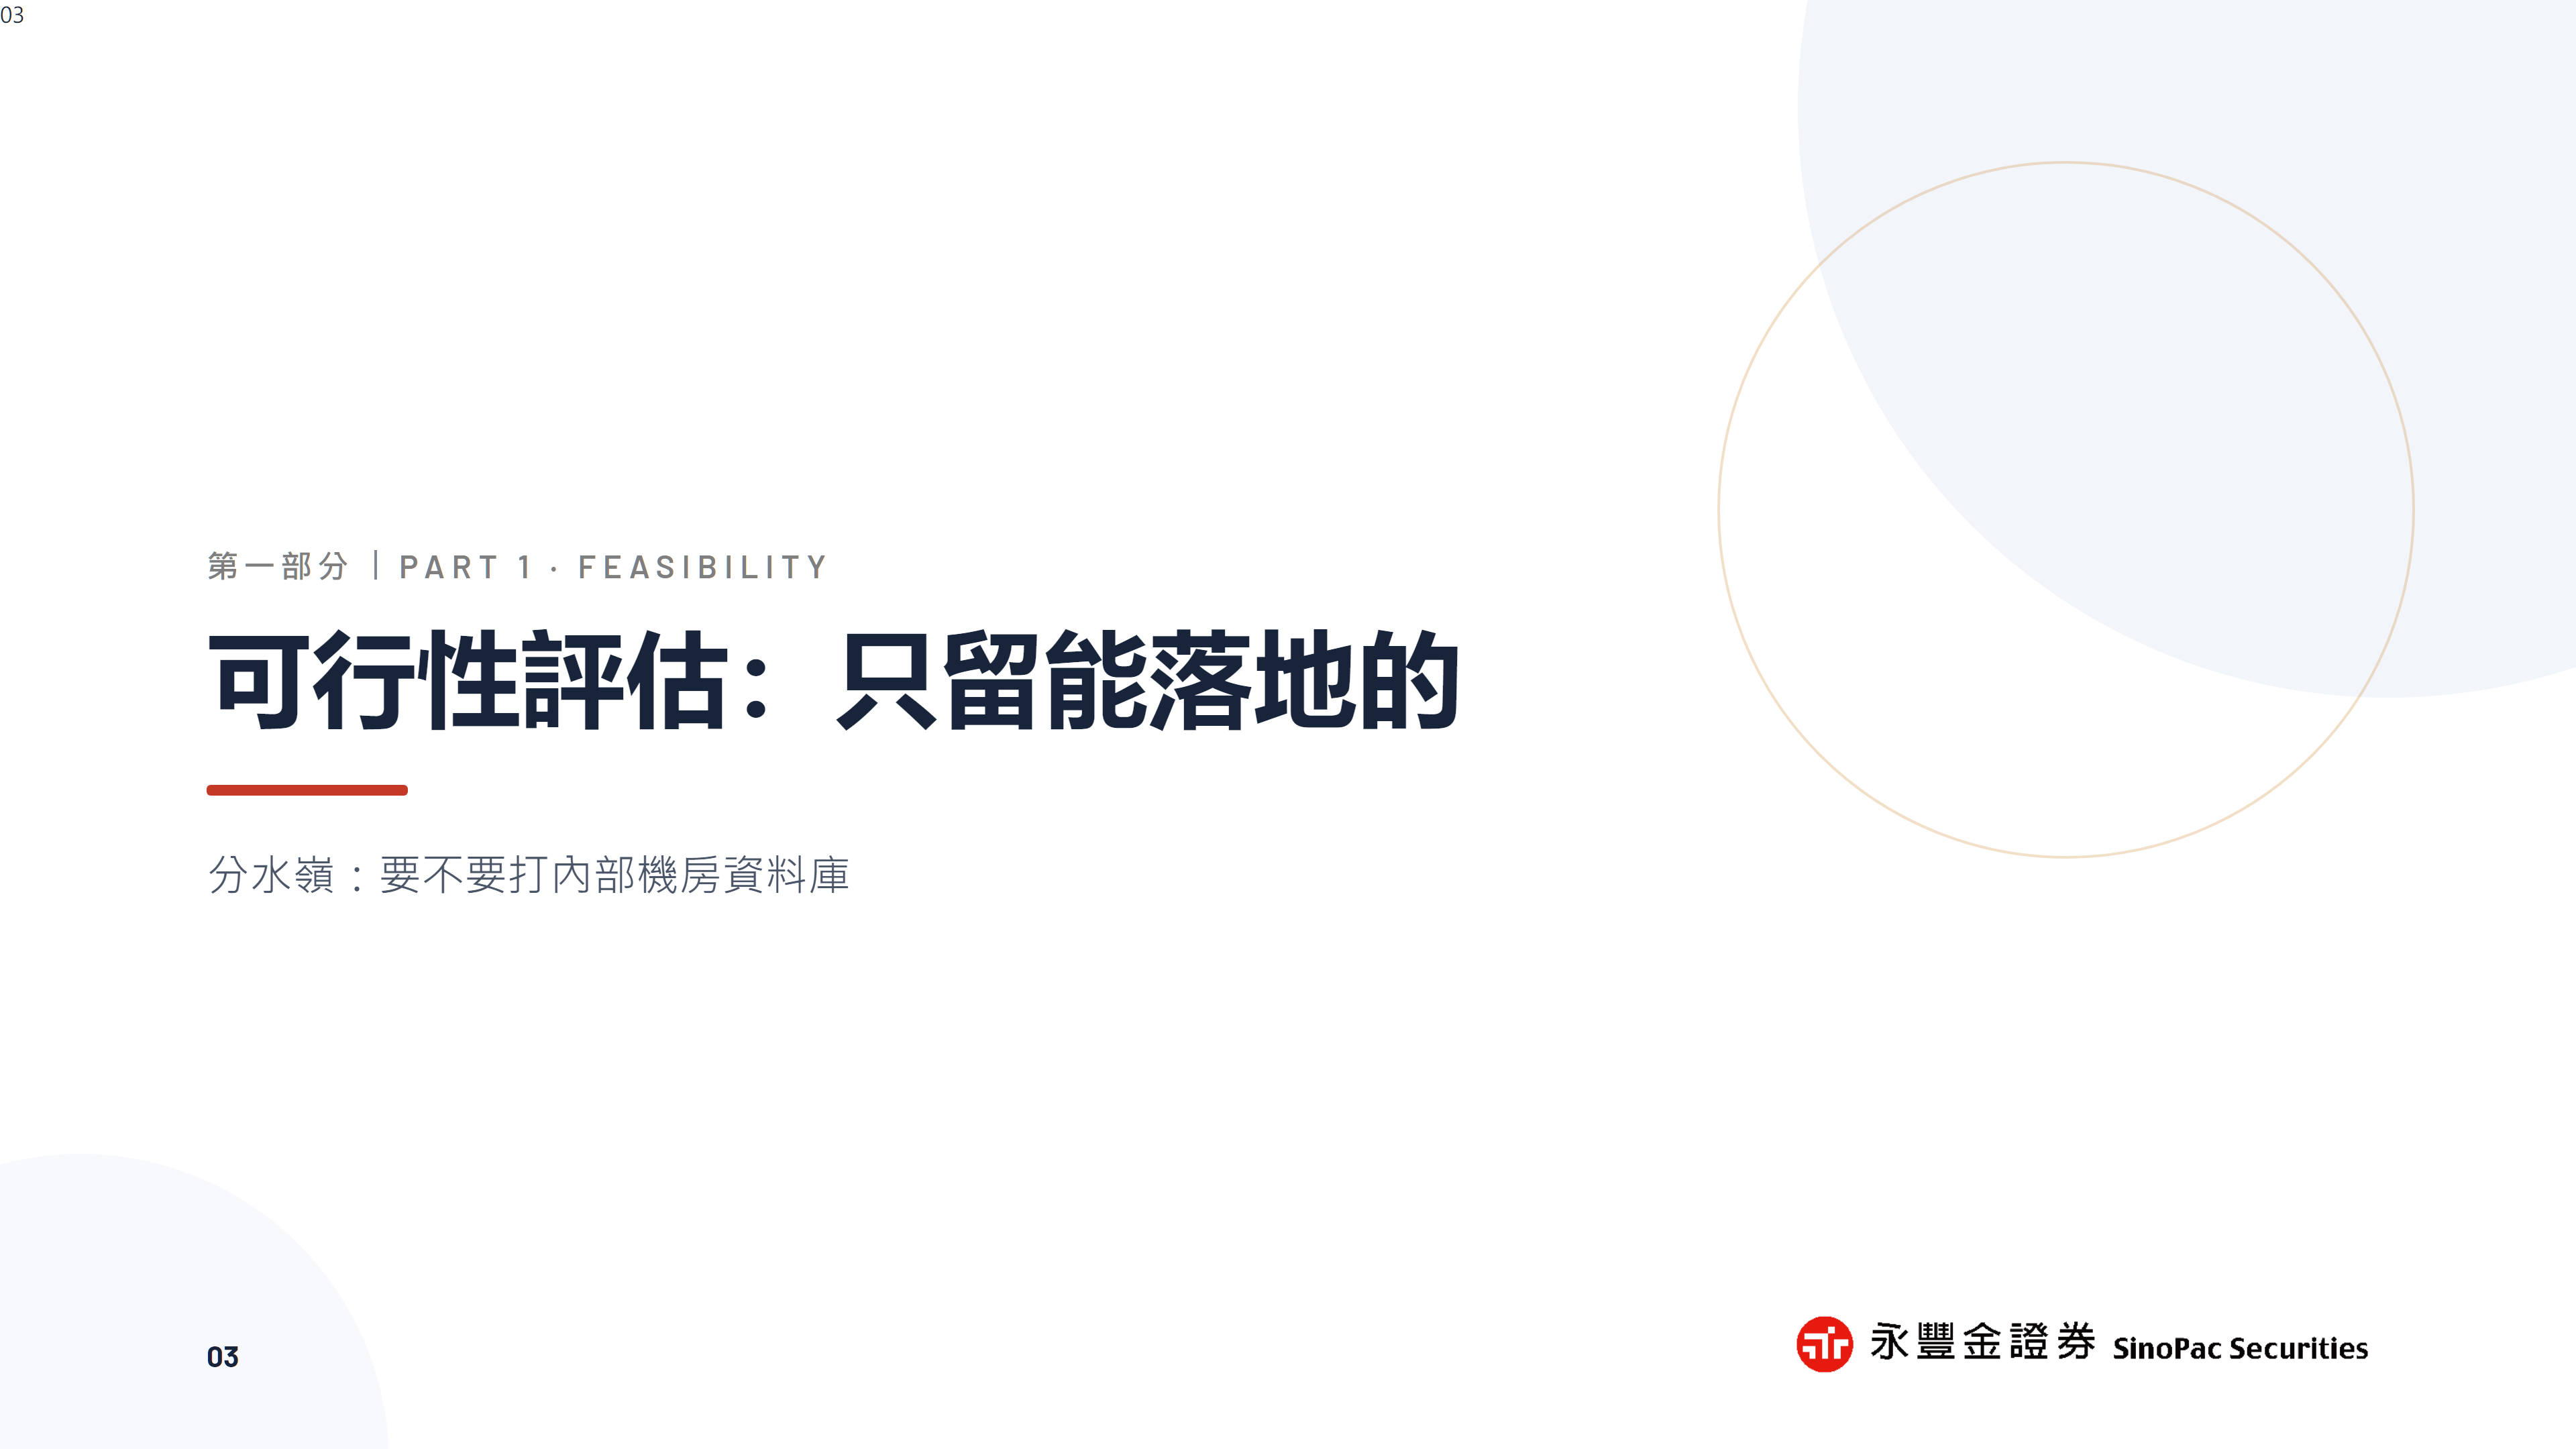 03
第一部分｜PART 1 · FEASIBILITY
可行性評估：只留能落地的
分水嶺：要不要打內部機房資料庫
03
永豐金證券 SinoPac Securities